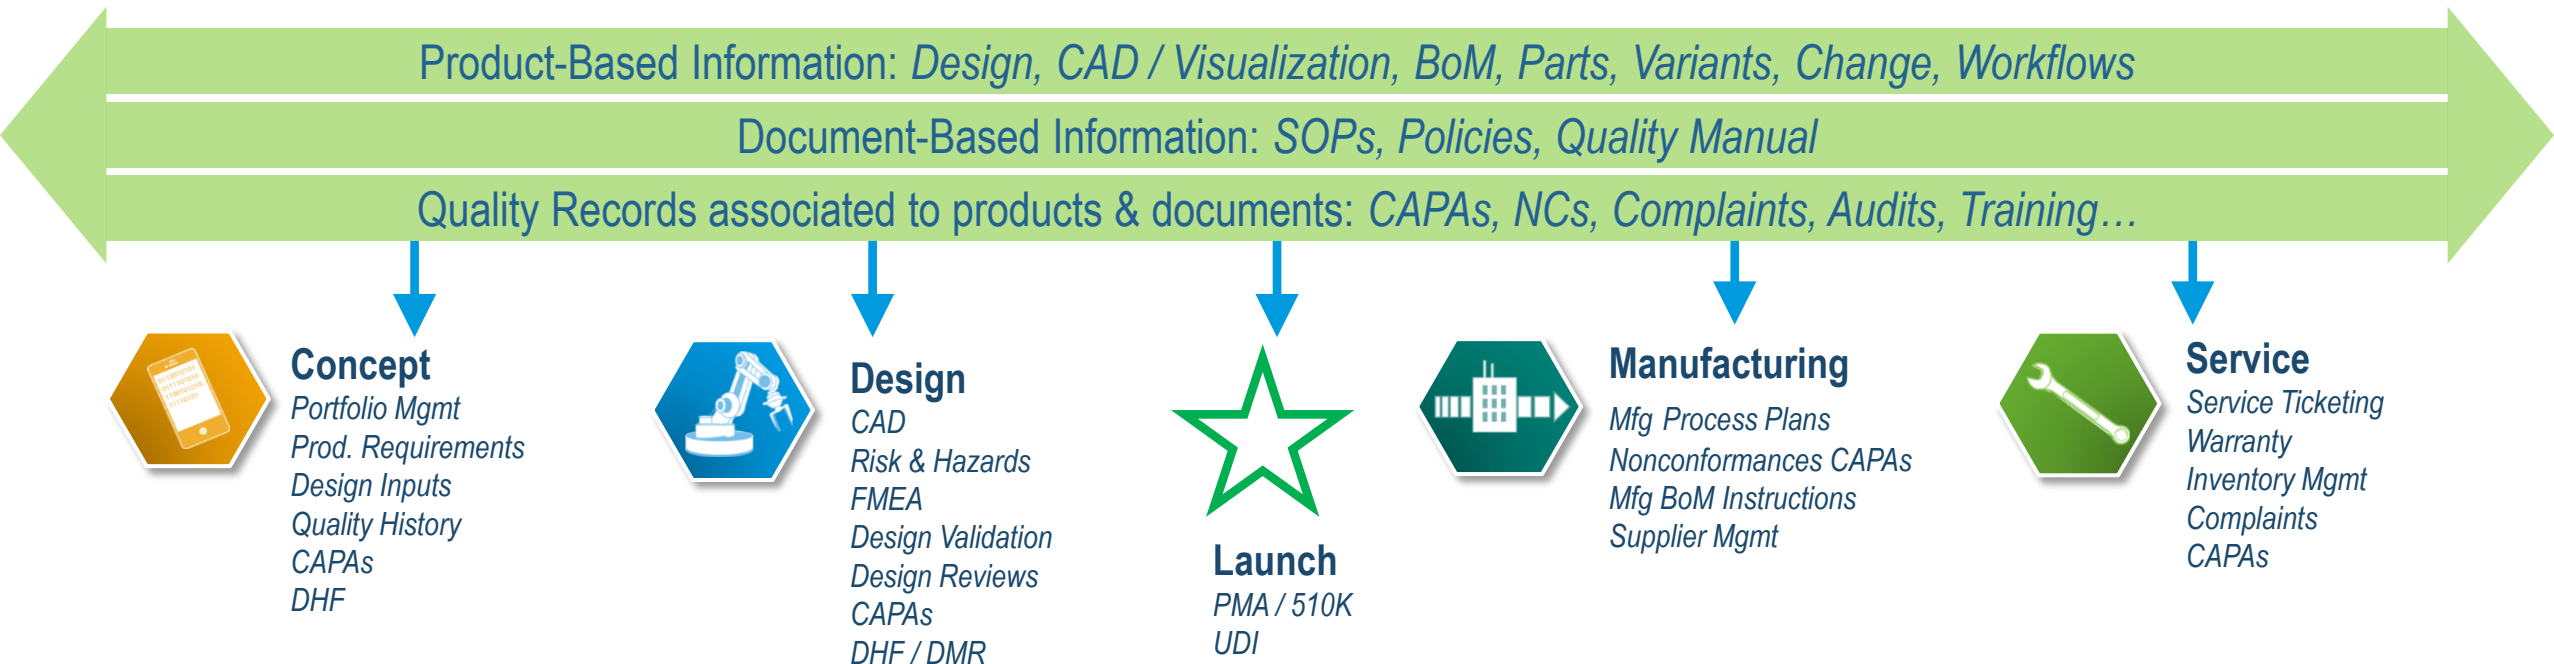 Product-Based Information: Design, CAD / Visualization, BoM, Parts, Variants, Change, Workflows
Document-Based Information: SOPs, Policies, Quality Manual
Quality Records associated to products & documents: CAPAs, NCs, Complaints, Audits, Training…
Concept
Portfolio Mgmt
Prod. Requirements
Design Inputs
Quality History
CAPAs
DHF
Design
CAD
Risk & Hazards
FMEA
Design Validation
Design Reviews
CAPAs
DHF / DMR
Launch
PMA / 510K
UDI
Manufacturing
Mfg Process Plans
Nonconformances CAPAs
Mfg BoM Instructions
Supplier Mgmt
Service
Service Ticketing
Warranty
Inventory Mgmt
Complaints
CAPAs